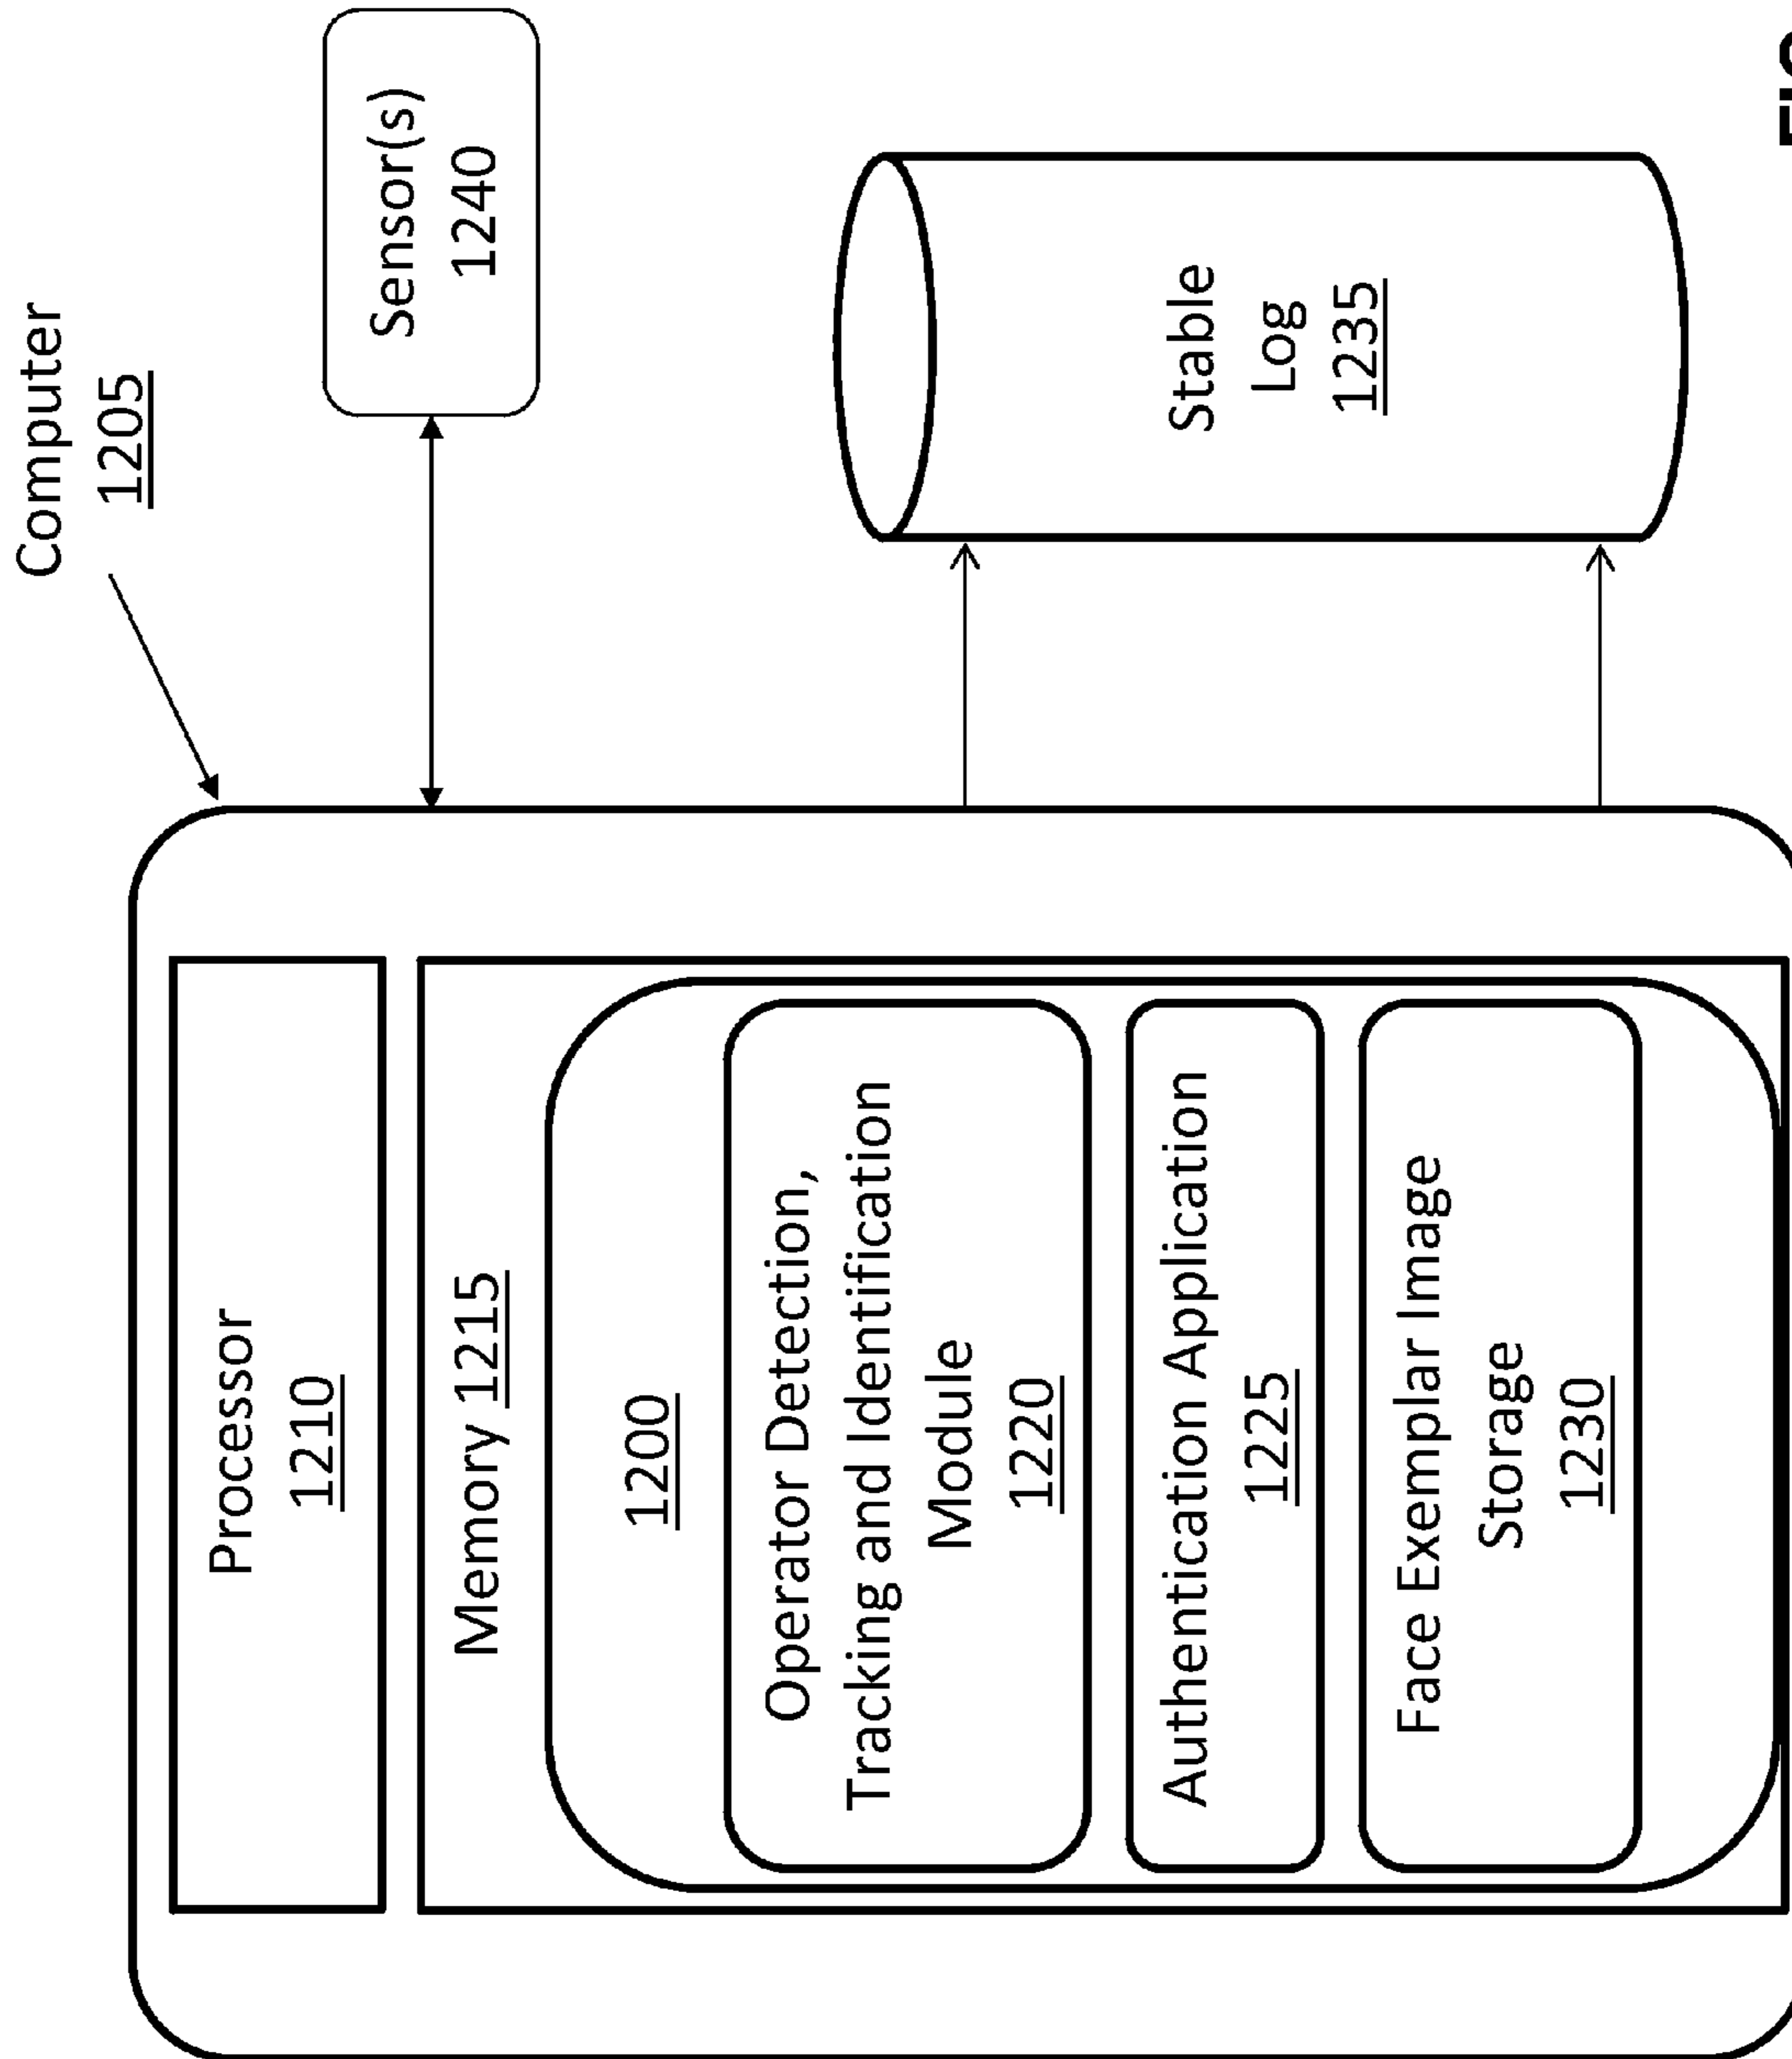 Computer
1205
Processor
1210
Memory 1215
1200
Operator Detection,
Tracking and Identification
Module
1220
Authentication Application
1225
Face Exemplar Image
Storage
1230
Sensor(s)
1240
Stable
Log
1235